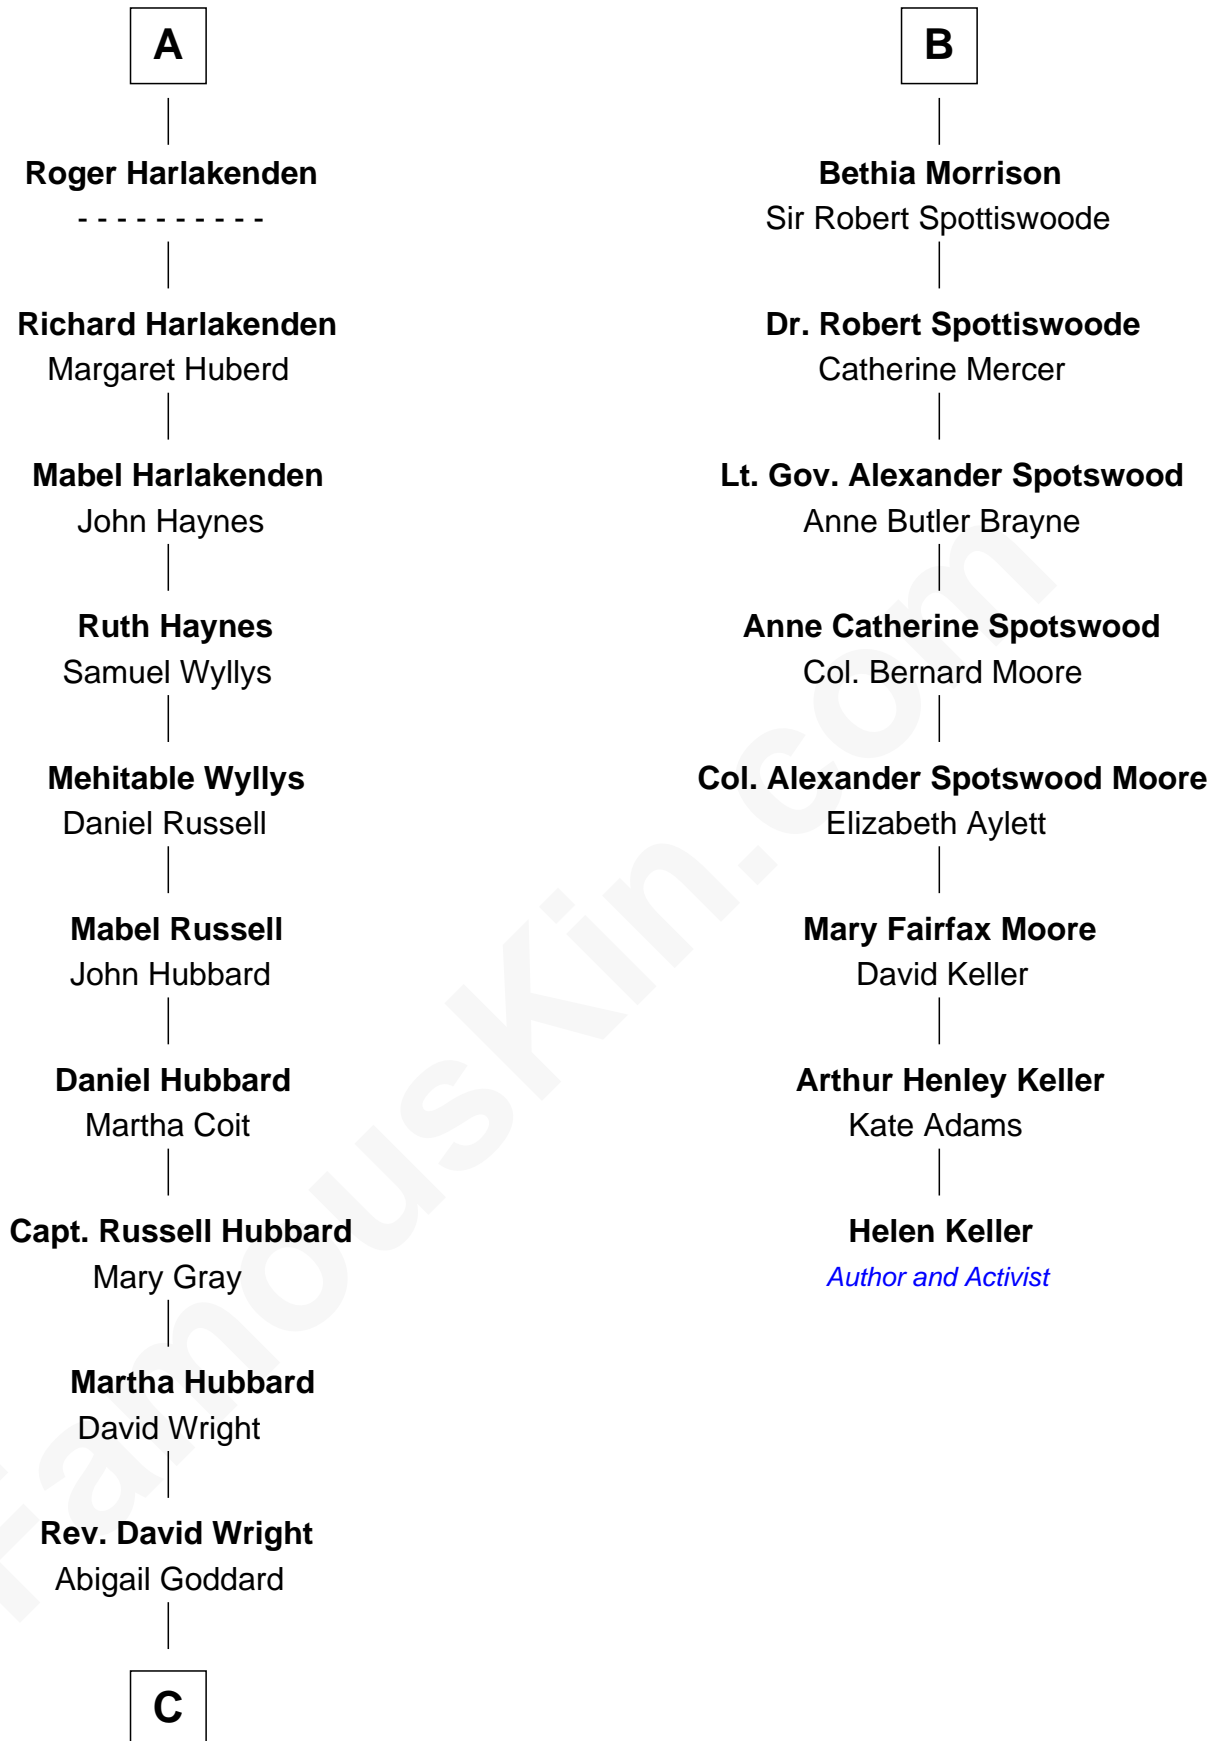 A
Roger Harlakenden
- - - - - - - - - -
Richard Harlakenden
Margaret Huberd
Mabel Harlakenden
John Haynes
Ruth Haynes
Samuel Wyllys
Mehitable Wyllys
Daniel Russell
Mabel Russell
John Hubbard
Daniel Hubbard
Martha Coit
Capt. Russell Hubbard
Mary Gray
Martha Hubbard
David Wright
Rev. David Wright
Abigail Goddard
C
B
Bethia Morrison
Sir Robert Spottiswoode
Dr. Robert Spottiswoode
Catherine Mercer
Lt. Gov. Alexander Spotswood
Anne Butler Brayne
Anne Catherine Spotswood
Col. Bernard Moore
Col. Alexander Spotswood Moore
Elizabeth Aylett
Mary Fairfax Moore
David Keller
Arthur Henley Keller
Kate Adams
Helen Keller
Author and Activist
FamousKin.com